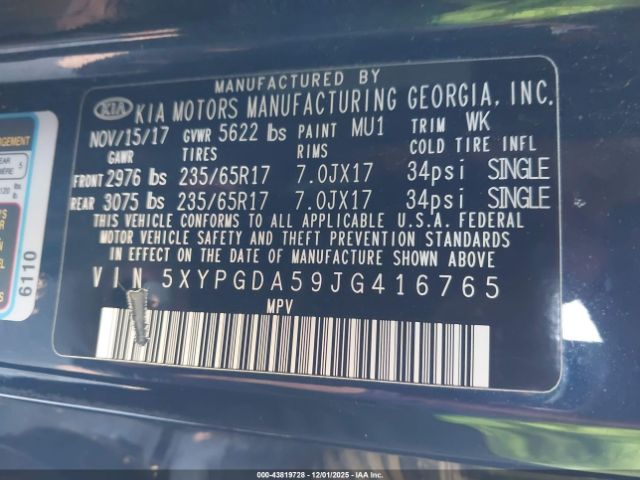 MANUFACTURED BY
KIA KIA MOTORS MANUFACTURING GEORGIA, INC.
NOV/15/17 GVWR 5622 lbs PAINT MU1 TRIM WK
GAWR TIRES RIMS COLD TIRE INFL
FRONT 2976 lbs 235/65R17 7.0JX17 34psi SINGLE
REAR 3075 lbs 235/65R17 7.0JX17 34psi SINGLE
THIS VEHICLE CONFORMS TO ALL APPLICABLE U.S.A. FEDERAL
MOTOR VEHICLE SAFETY AND THEFT PREVENTION STANDARDS
IN EFFECT ON THE DATE OF MANUFACTURE SHOWN ABOVE.
VIN 5XYPGDA59JG416765
MPV
6110
000-43819728 - 12/01/2025 - IAAI.COM